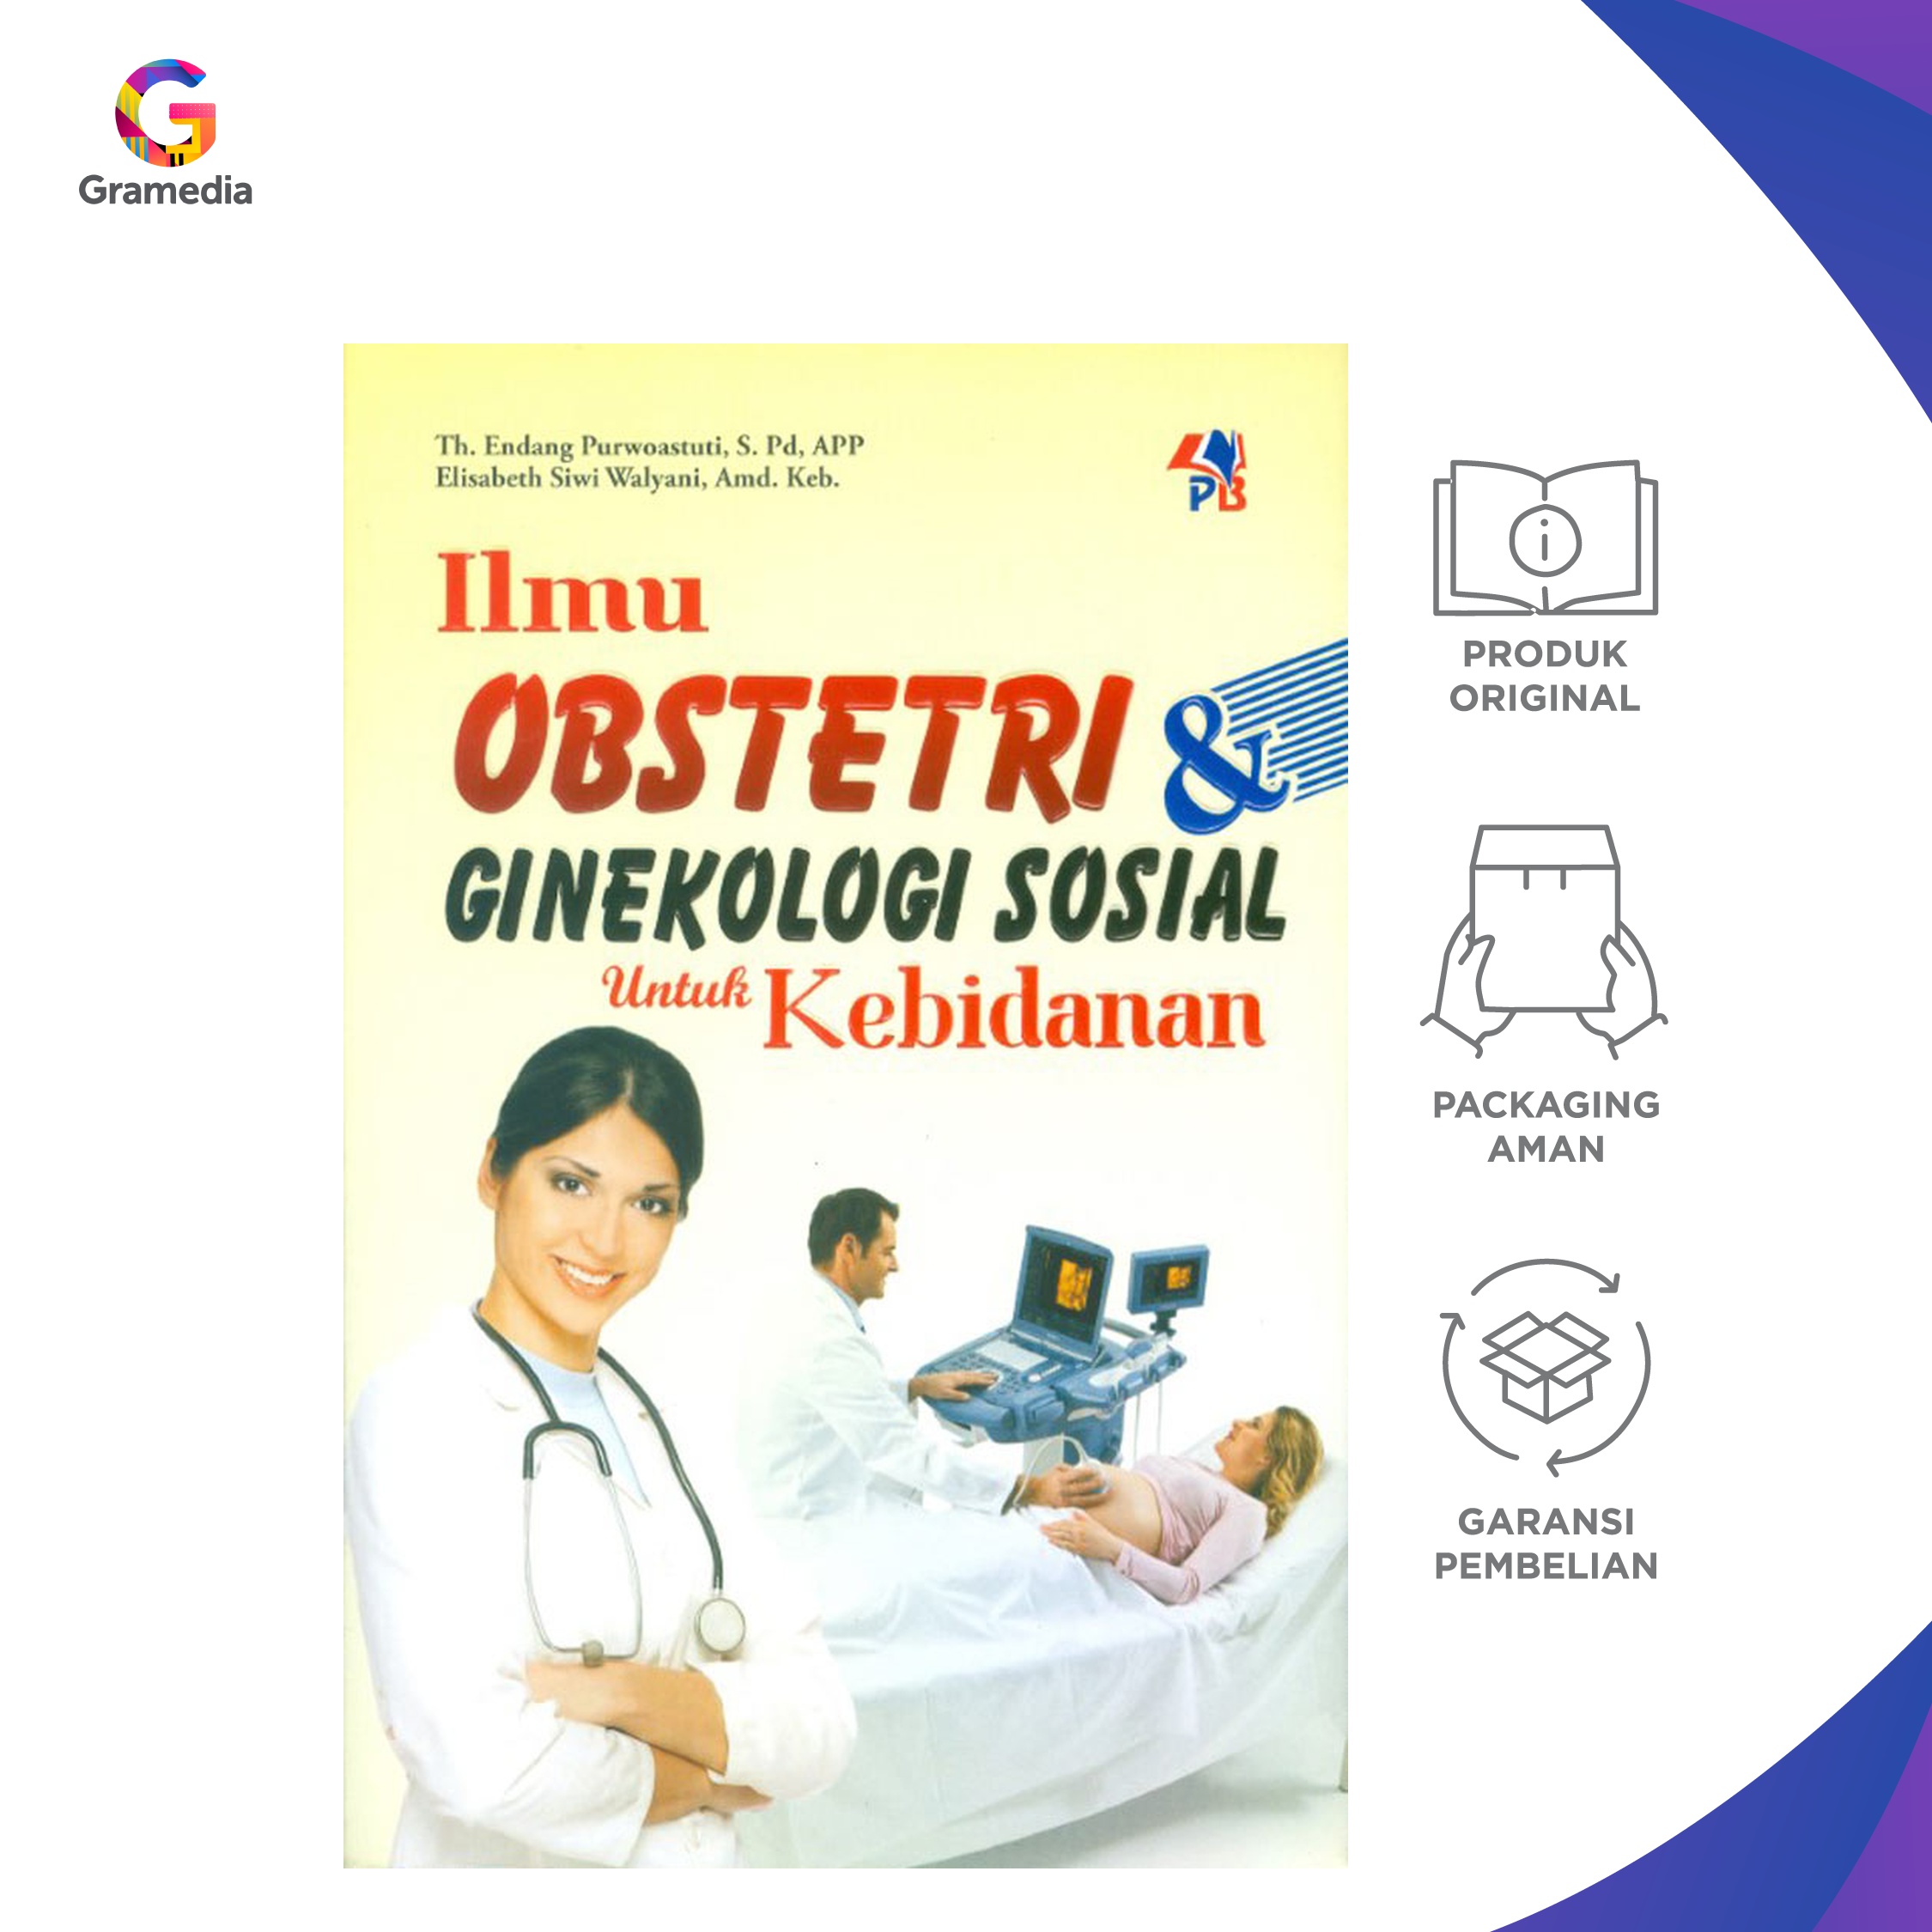 Gramedia
Th. Endang Purwoastuti, S. Pd, APP
Elisabeth Siwi Walyani, Amd. Keb.
PB
Ilmu
OBSTETRI &
GINEKOLOGI SOSIAL
Untuk Kebidanan
PRODUK
ORIGINAL
PACKAGING
AMAN
GARANSI
PEMBELIAN